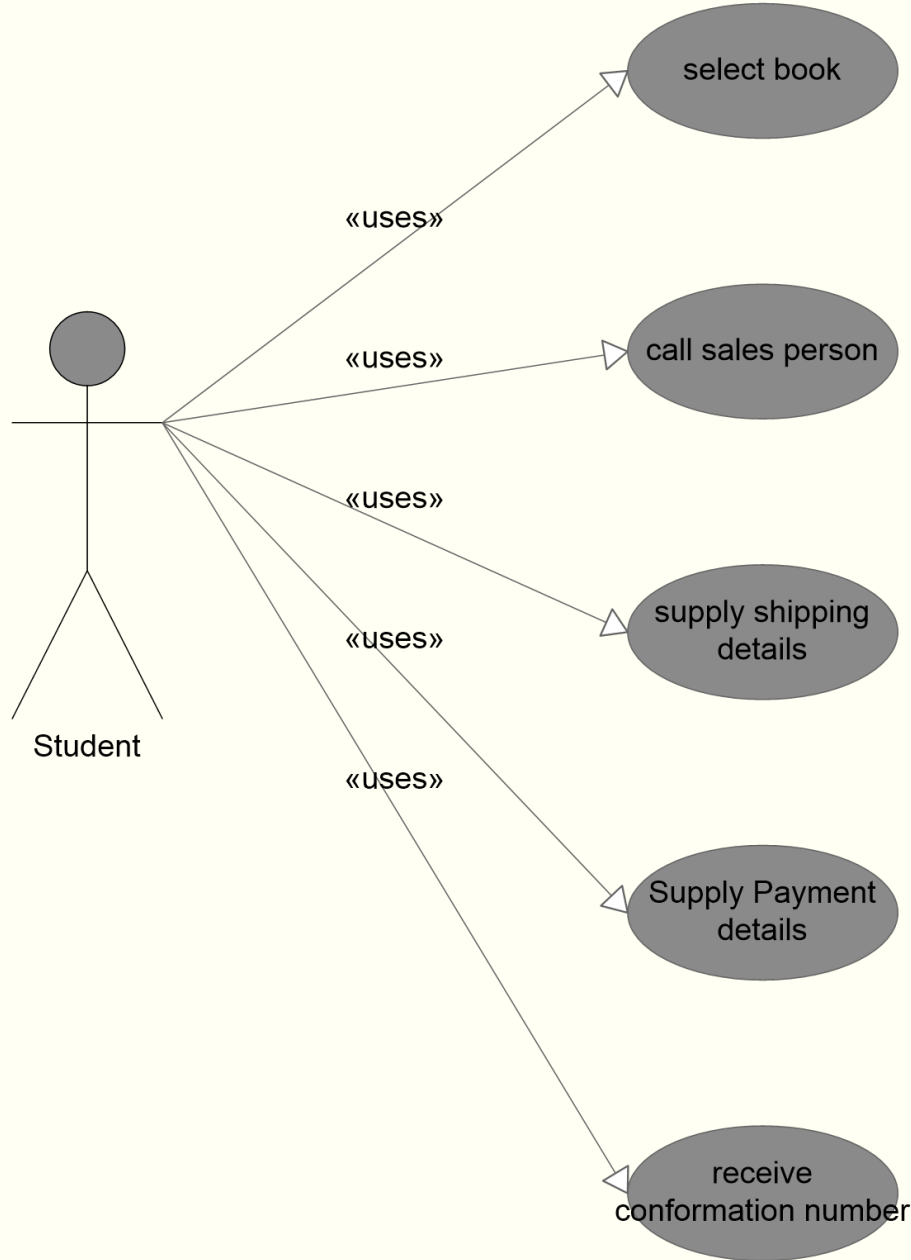 select book
«uses»
call sales person
«uses»
«uses»
supply shipping
details
«uses»
Student
«uses»
Supply Payment
details
receive
conformation number